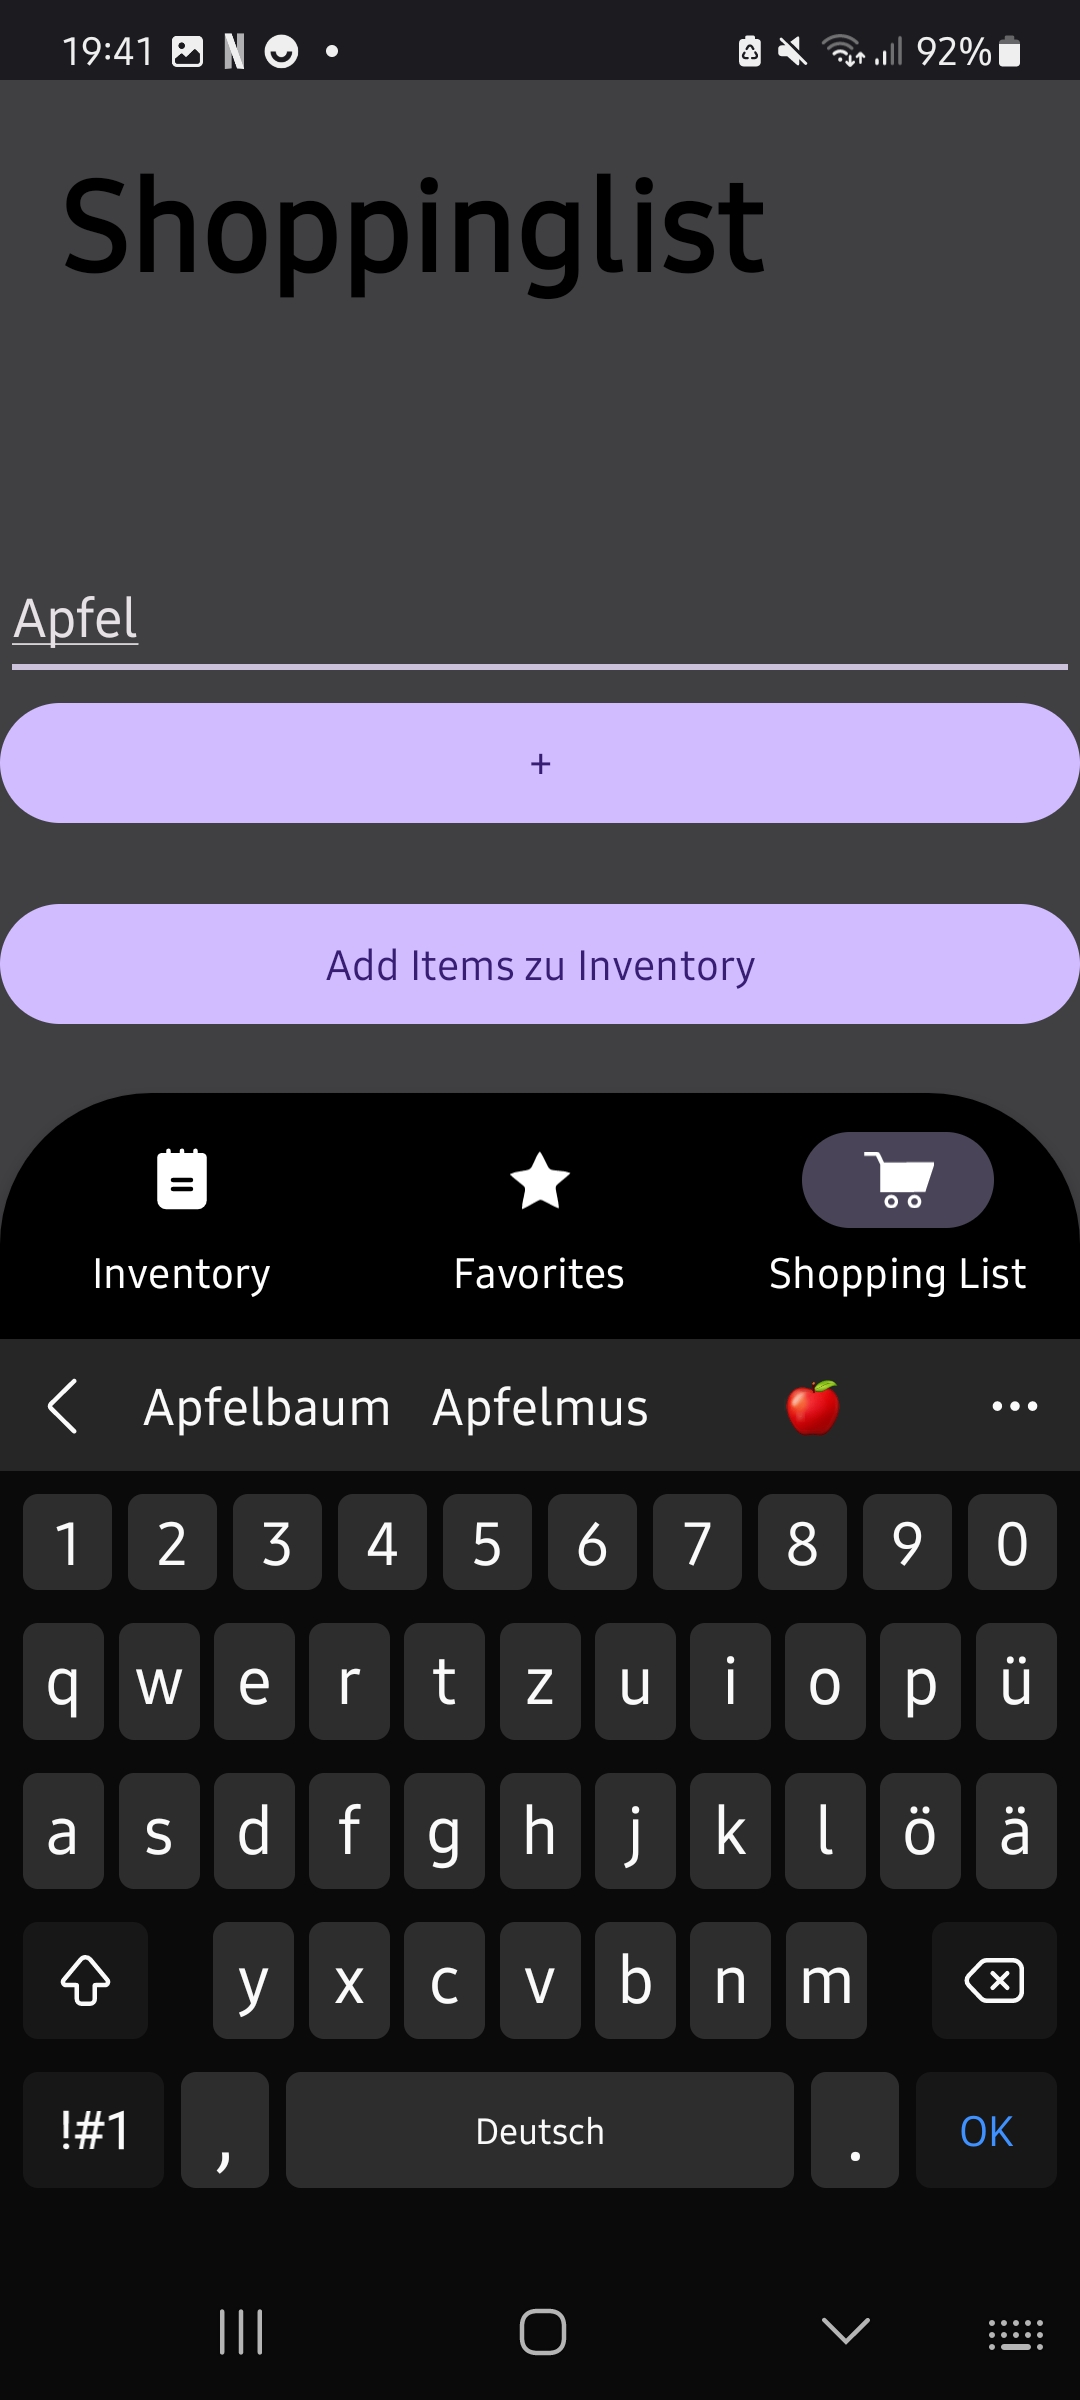 19:41 92%
Shoppinglist
Apfel
+
Add Items zu Inventory
Inventory Favorites Shopping List
Apfelbaum Apfelmus
1 2 3 4 5 6 7 8 9 0
q w e r t z u i o p ü
a s d f g h j k l ö ä
y x c v b n m
!#1 , Deutsch . OK